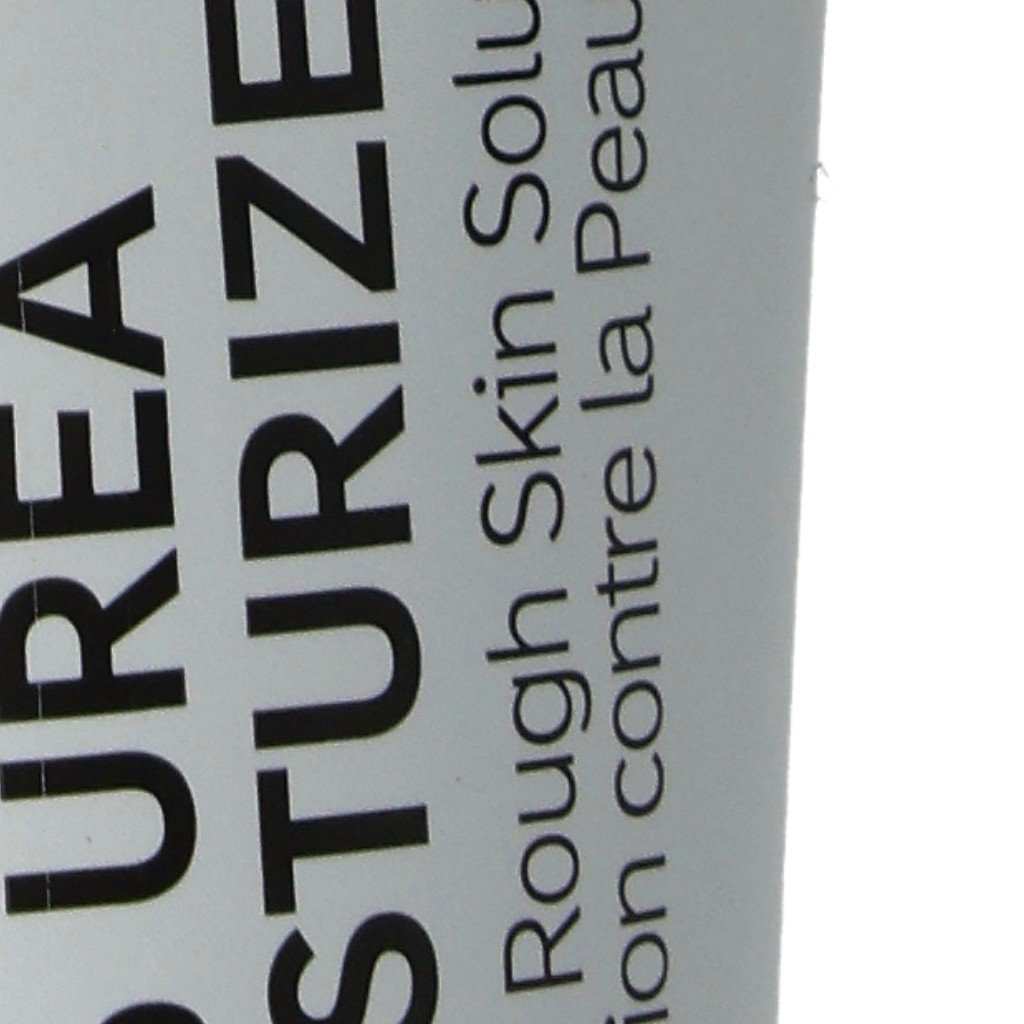 UREA
STURIZE
Rough Skin Solu
ion contre la Peau